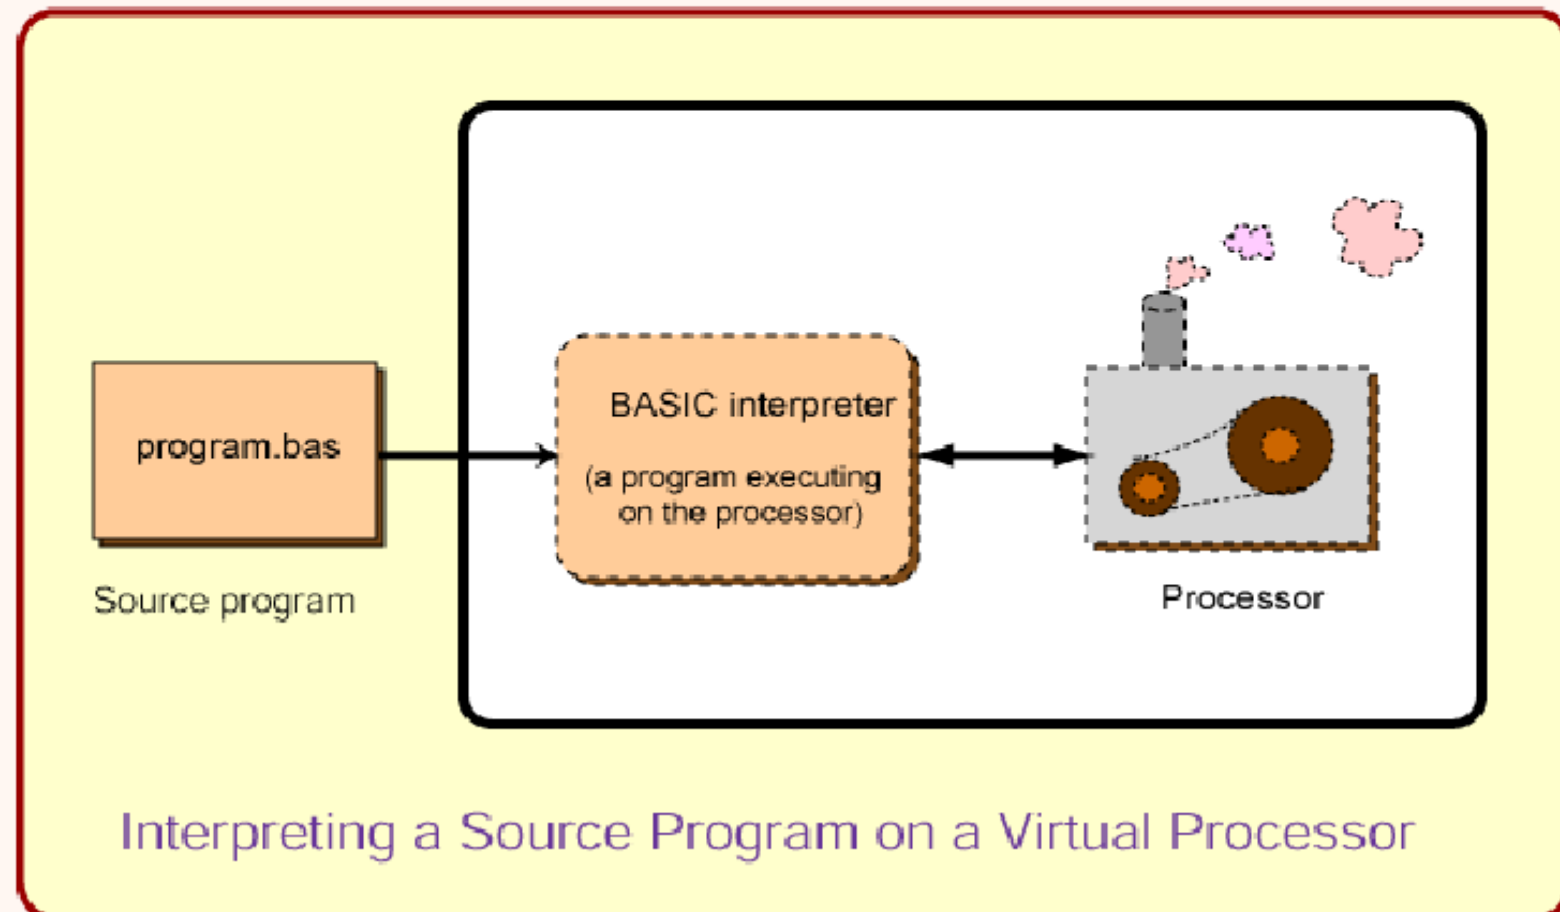 program.bas
Source program
BASIC interpreter
(a program executing
on the processor)
Processor
Interpreting a Source Program on a Virtual Processor